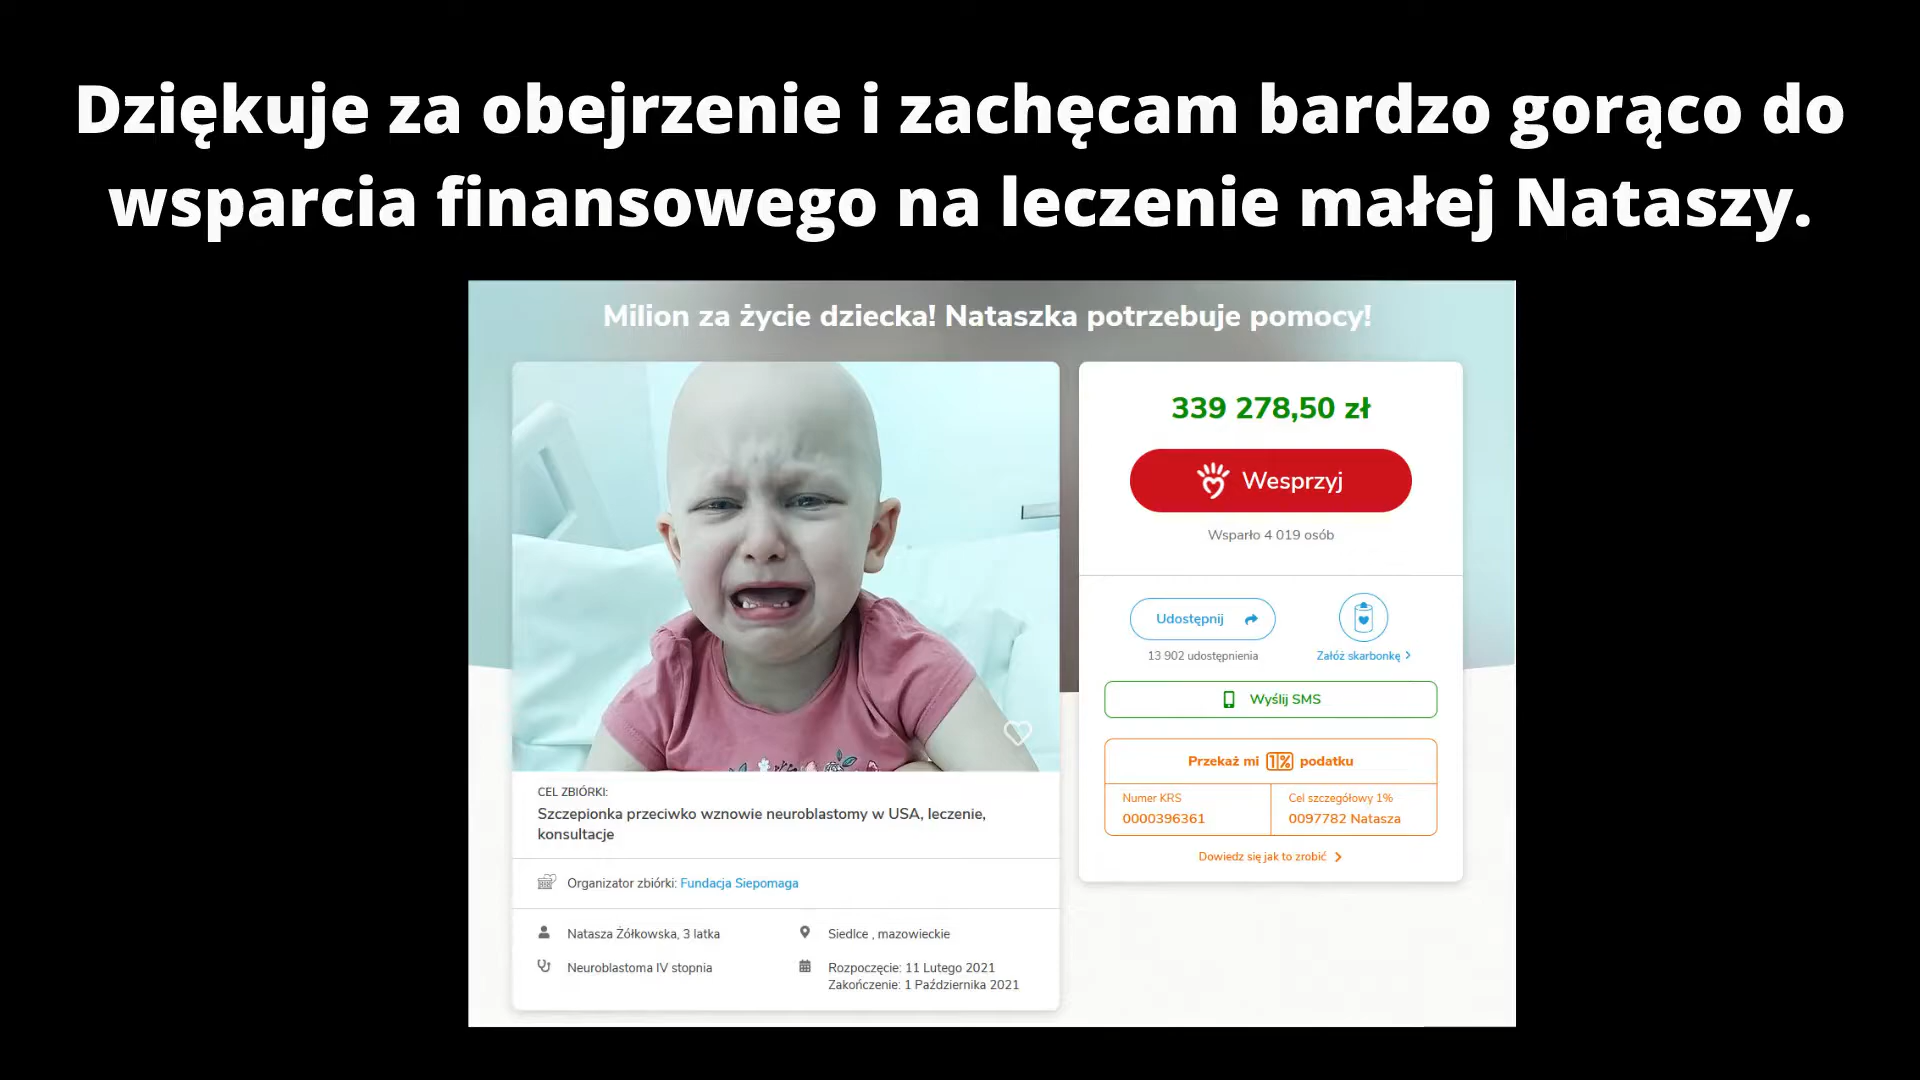 Dziękuje za obejrzenie i zachęcam bardzo gorąco do
wsparcia finansowego na leczenie małej Nataszy.
Milion za życie dziecka! Nataszka potrzebuje pomocy!
339 278,50 zł
Wesprzyj
Wsparło 4 019 osób
Udostępnij
13 902 udostępnienia
Załóż skarbonkę
Wyślij SMS
Przekaż mi 1% podatku
Numer KRS
0000396361
Cel szczegółowy 1%
0097782 Natasza
Dowiedz się jak to zrobić
CEL ZBIÓRKI:
Szczepionka przeciwko wznowie neuroblastomy w USA, leczenie,
konsultacje
Organizator zbiórki: Fundacja Siepomaga
Natasza Żółkowska, 3 latka
Siedlce , mazowieckie
Neuroblastoma IV stopnia
Rozpoczęcie: 11 Lutego 2021
Zakończenie: 1 Października 2021